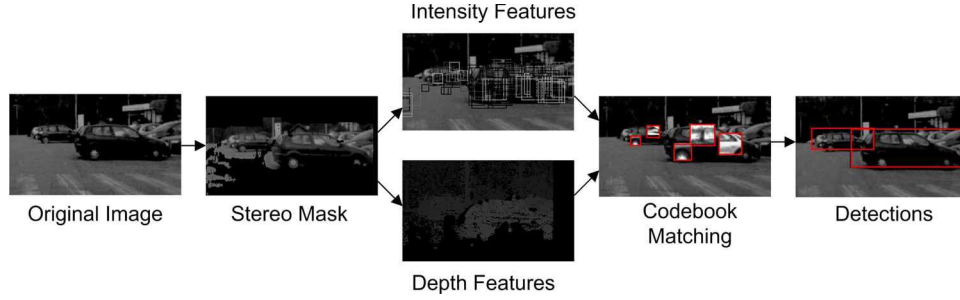 Intensity Features
Original Image
Stereo Mask
Codebook
Matching
Detections
Depth Features